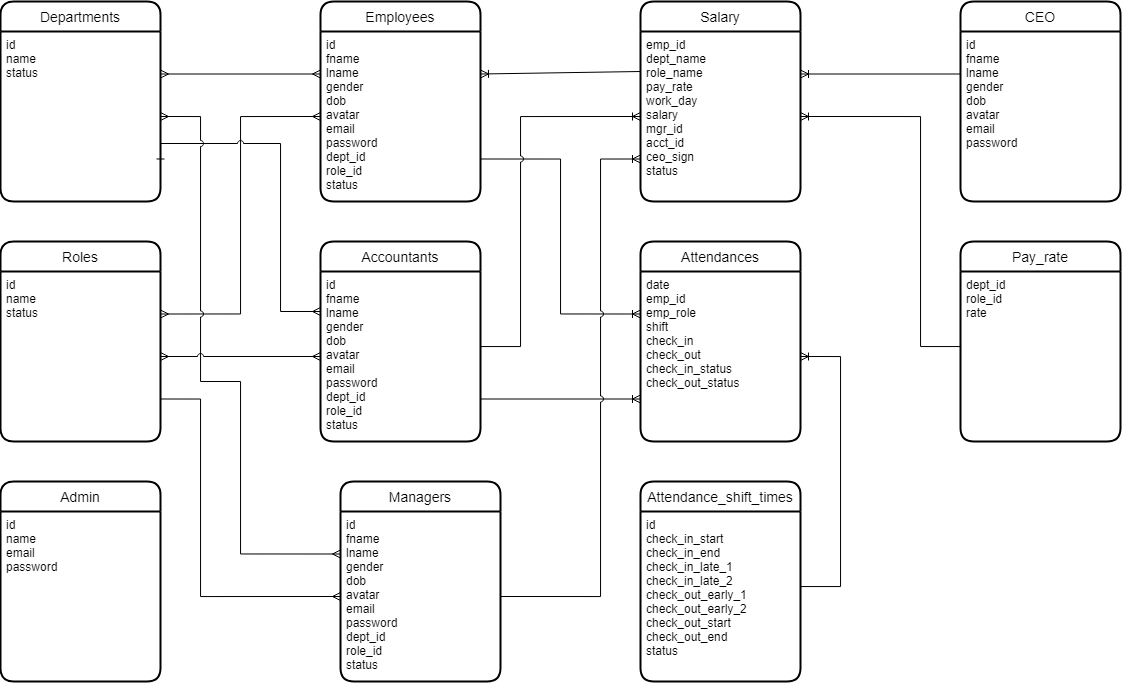 Departments
id
name
status
Employees
id
fname
lname
gender
dob
avatar
email
password
dept_id
role_id
status
Salary
emp_id
dept_name
role_name
pay_rate
work_day
salary
mgr_id
acct_id
ceo_sign
status
CEO
id
fname
lname
gender
dob
avatar
email
password
Roles
id
name
status
Accountants
id
fname
lname
gender
dob
avatar
email
password
dept_id
role_id
status
Attendances
date
emp_id
emp_role
shift
check_in
check_out
check_in_status
check_out_status
Pay_rate
dept_id
role_id
rate
Admin
id
name
email
password
Managers
id
fname
lname
gender
dob
avatar
email
password
dept_id
role_id
status
Attendance_shift_times
id
check_in_start
check_in_end
check_in_late_1
check_in_late_2
check_out_early_1
check_out_early_2
check_out_start
check_out_end
status